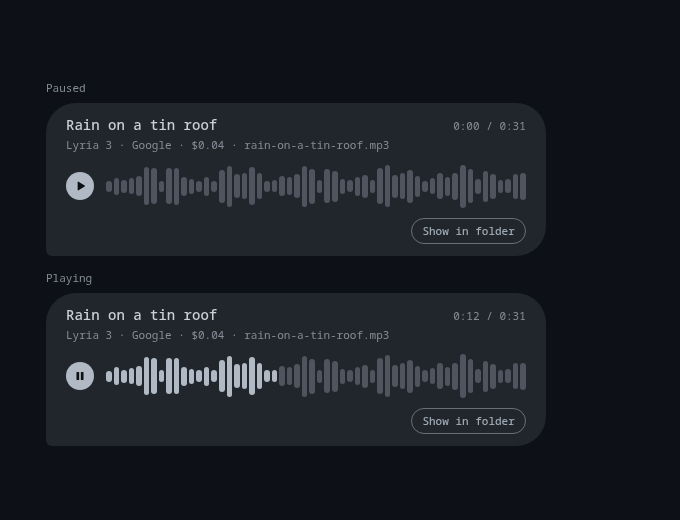 Paused
Rain on a tin roof
0:00 / 0:31
Lyria 3 · Google · $0.04 · rain-on-a-tin-roof.mp3
Show in folder
Playing
Rain on a tin roof
0:12 / 0:31
Lyria 3 · Google · $0.04 · rain-on-a-tin-roof.mp3
Show in folder